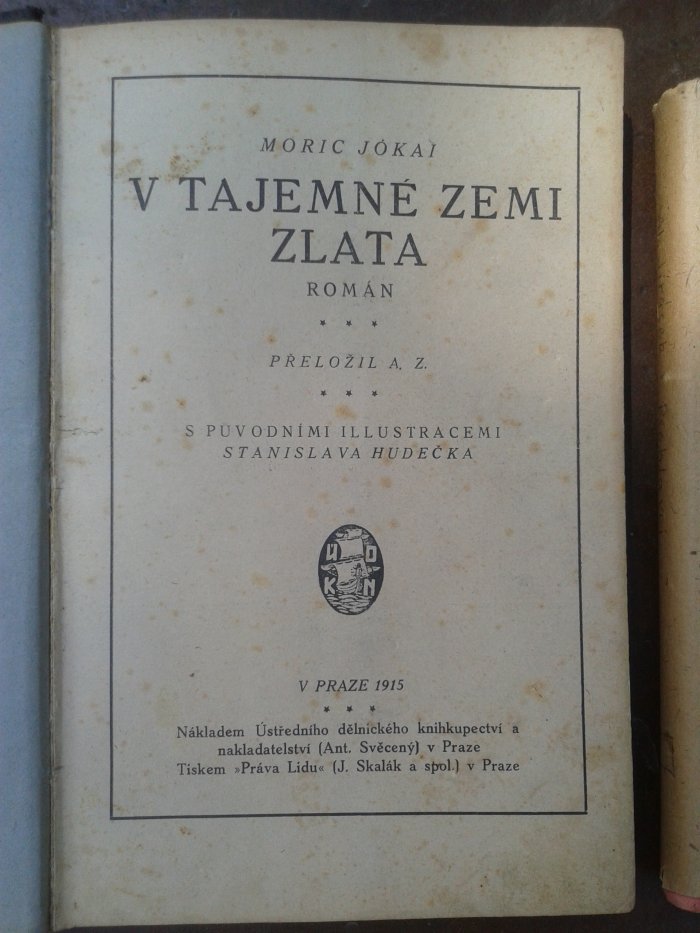 MORIC JÓKAI
V TAJEMNÉ ZEMI
ZLATA
ROMÁN
* * *
PŘELOŽIL A. Z.
* * *
S PŮVODNÍMI ILLUSTRACEMI
STANISLAVA HUDEČKA
U D
K N
V PRAZE 1915
* * *
Nákladem Ústředního dělnického knihkupectví a
nakladatelství (Ant. Svěcený) v Praze
Tiskem »Práva Lidu« (J. Skalák a spol.) v Praze